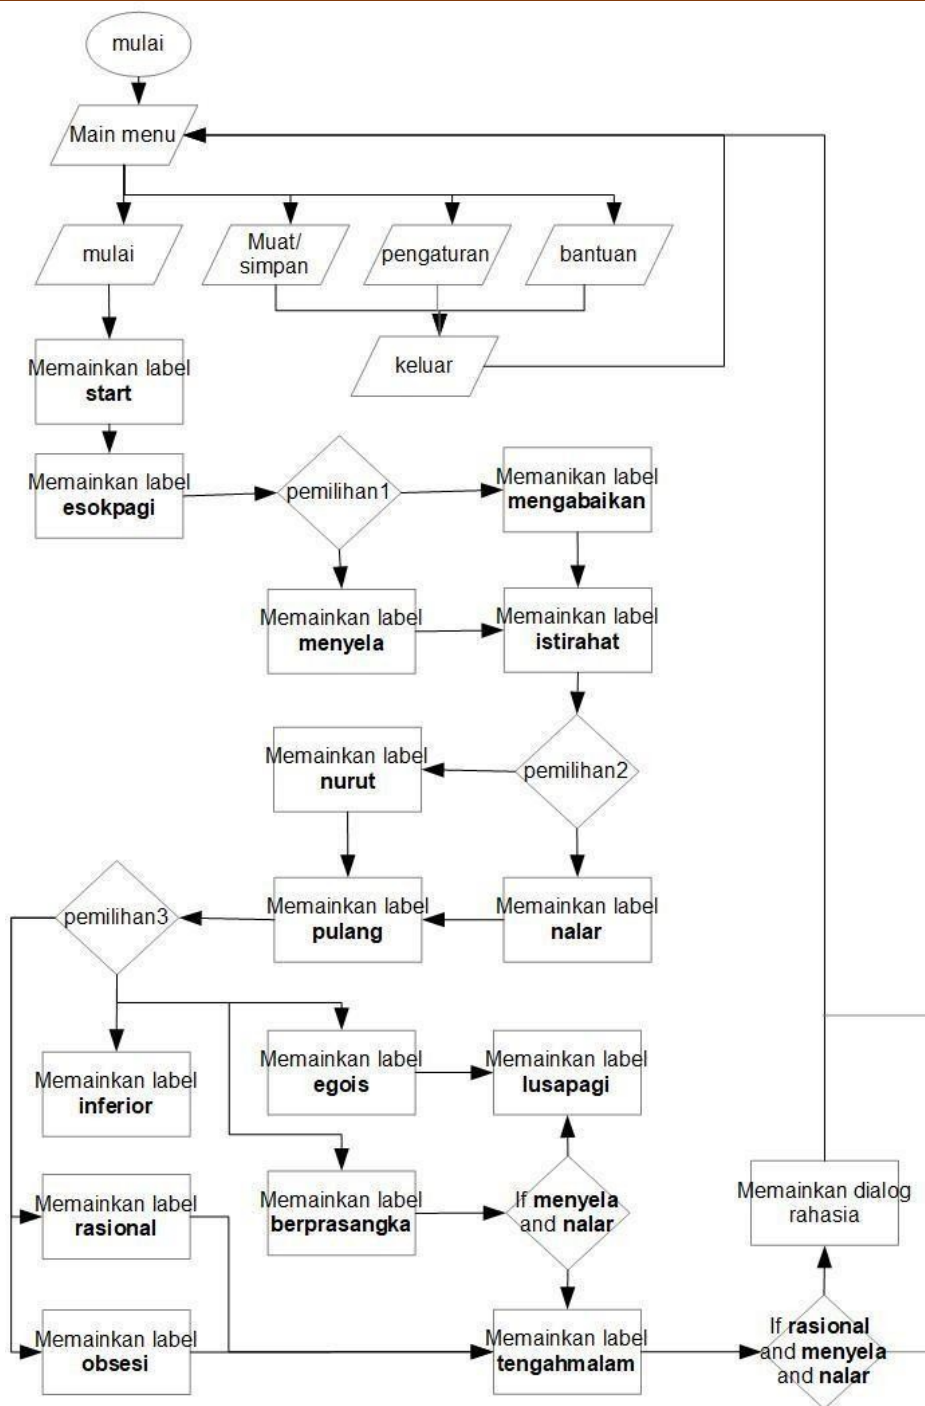 mulai
Main menu
mulai
Muat/
simpan
pengaturan
bantuan
keluar
Memainkan label
start
Memainkan label
esokpagi
pemilihan1
Memanikan label
mengabaikan
Memainkan label
menyela
Memainkan label
istirahat
Memainkan label
nurut
pemilihan2
pemilihan3
Memainkan label
pulang
Memainkan label
nalar
Memainkan label
inferior
Memainkan label
egois
Memainkan label
lusapagi
Memainkan label
rasional
Memainkan label
berprasangka
If menyela
and nalar
Memainkan dialog
rahasia
Memainkan label
obsesi
Memainkan label
tengahmalam
If rasional
and menyela
and nalar